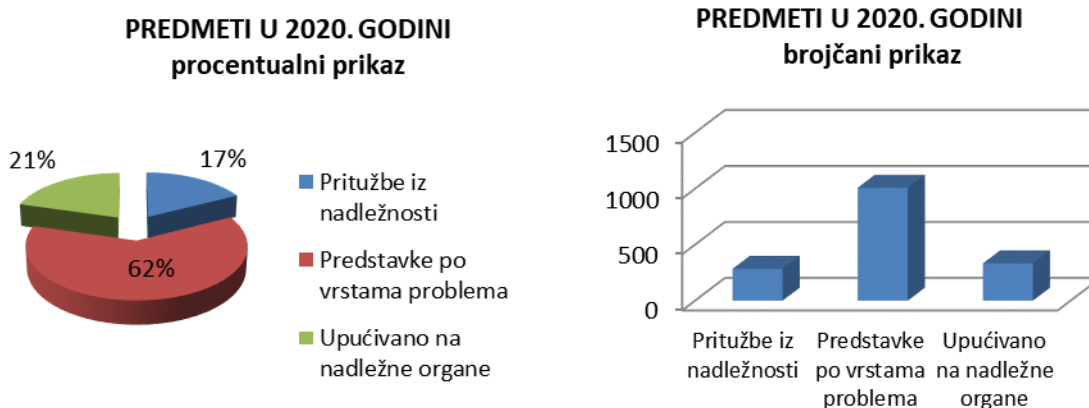 PREDMETI U 2020. GODINI
procentualni prikaz
21%
17%
62%
Pritužbe iz
nadležnosti
Predstavke po
vrstama problema
Upućivano na
nadležne organe
PREDMETI U 2020. GODINI
brojčani prikaz
1500
1000
500
0
Pritužbe iz
nadležnosti
Predstavke
po vrstama
problema
Upućivano
na nadležne
organe